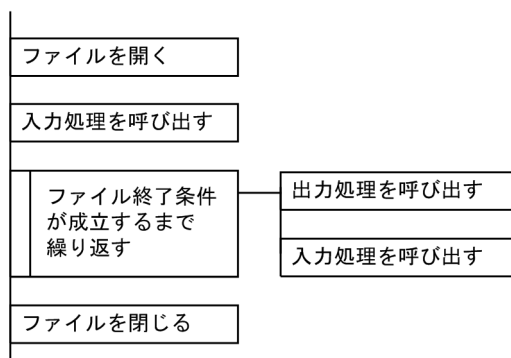 ファイルを開く
入力処理を呼び出す
ファイル終了条件
が成立するまで
繰り返す
出力処理を呼び出す
入力処理を呼び出す
ファイルを閉じる